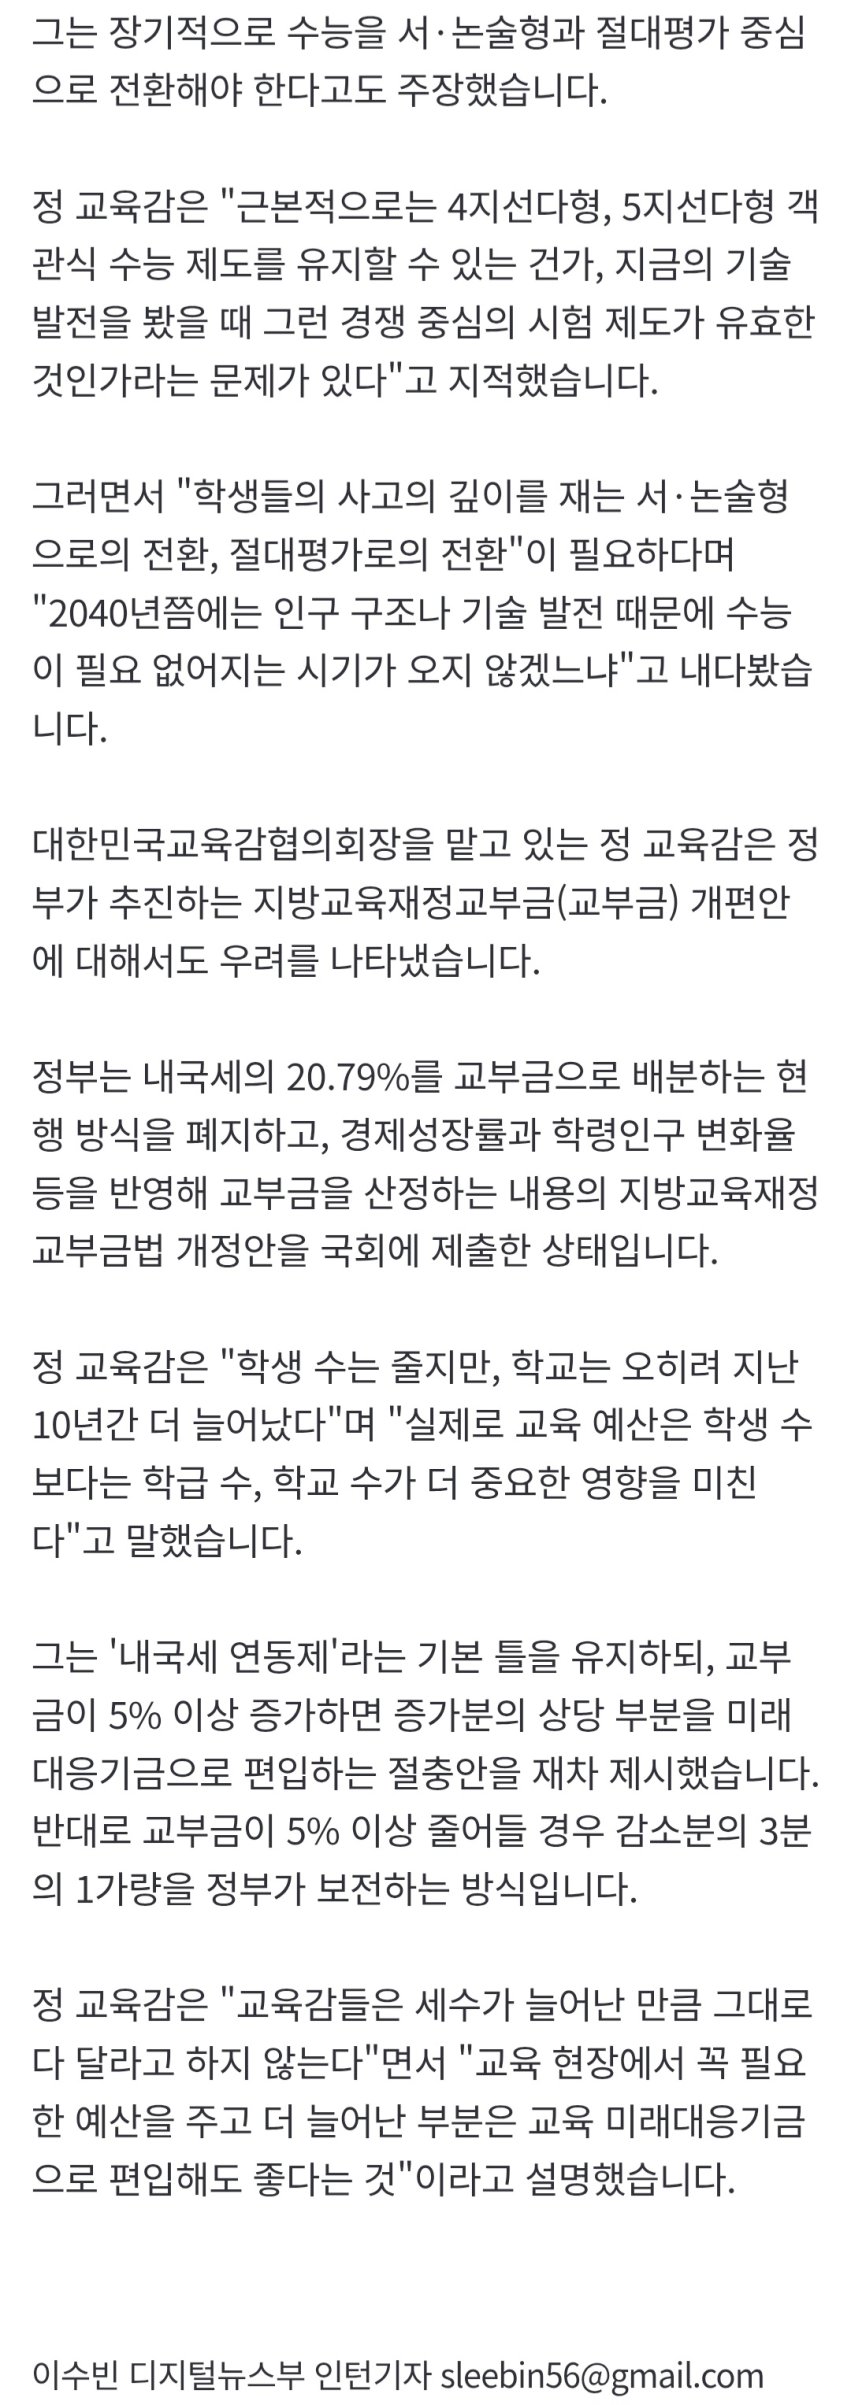 그는 장기적으로 수능을 서·논술형과 절대평가 중심
으로 전환해야 한다고도 주장했습니다.
정 교육감은 "근본적으로는 4지선다형, 5지선다형 객
관식 수능 제도를 유지할 수 있는 건가, 지금의 기술
발전을 봤을 때 그런 경쟁 중심의 시험 제도가 유효한
것인가라는 문제가 있다"고 지적했습니다.
그러면서 "학생들의 사고의 깊이를 재는 서·논술형
으로의 전환, 절대평가로의 전환"이 필요하다며
"2040년쯤에는 인구 구조나 기술 발전 때문에 수능
이 필요 없어지는 시기가 오지 않겠느냐"고 내다봤습
니다.
대한민국교육감협의회장을 맡고 있는 정 교육감은 정
부가 추진하는 지방교육재정교부금(교부금) 개편안
에 대해서도 우려를 나타냈습니다.
정부는 내국세의 20.79%를 교부금으로 배분하는 현
행 방식을 폐지하고, 경제성장률과 학령인구 변화율
등을 반영해 교부금을 산정하는 내용의 지방교육재정
교부금법 개정안을 국회에 제출한 상태입니다.
정 교육감은 "학생 수는 줄지만, 학교는 오히려 지난
10년간 더 늘어났다"며 "실제로 교육 예산은 학생 수
보다는 학급 수, 학교 수가 더 중요한 영향을 미친
다"고 말했습니다.
그는 '내국세 연동제'라는 기본 틀을 유지하되, 교부
금이 5% 이상 증가하면 증가분의 상당 부분을 미래
대응기금으로 편입하는 절충안을 재차 제시했습니다.
반대로 교부금이 5% 이상 줄어들 경우 감소분의 3분
의 1가량을 정부가 보전하는 방식입니다.
정 교육감은 "교육감들은 세수가 늘어난 만큼 그대로
다 달라고 하지 않는다"면서 "교육 현장에서 꼭 필요
한 예산을 주고 더 늘어난 부분은 교육 미래대응기금
으로 편입해도 좋다는 것"이라고 설명했습니다.
이수빈 디지털뉴스부 인턴기자 sleebin56@gmail.com